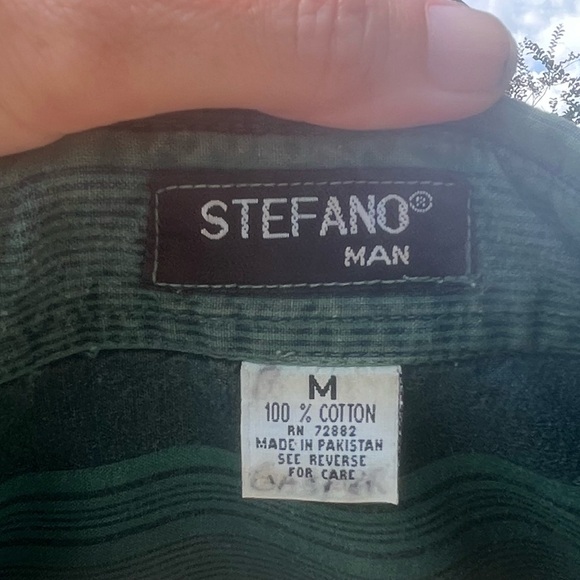 STEFANO®
MAN
M
100 % COTTON
RN 72882
MADE IN PAKISTAN
SEE REVERSE
FOR CARE